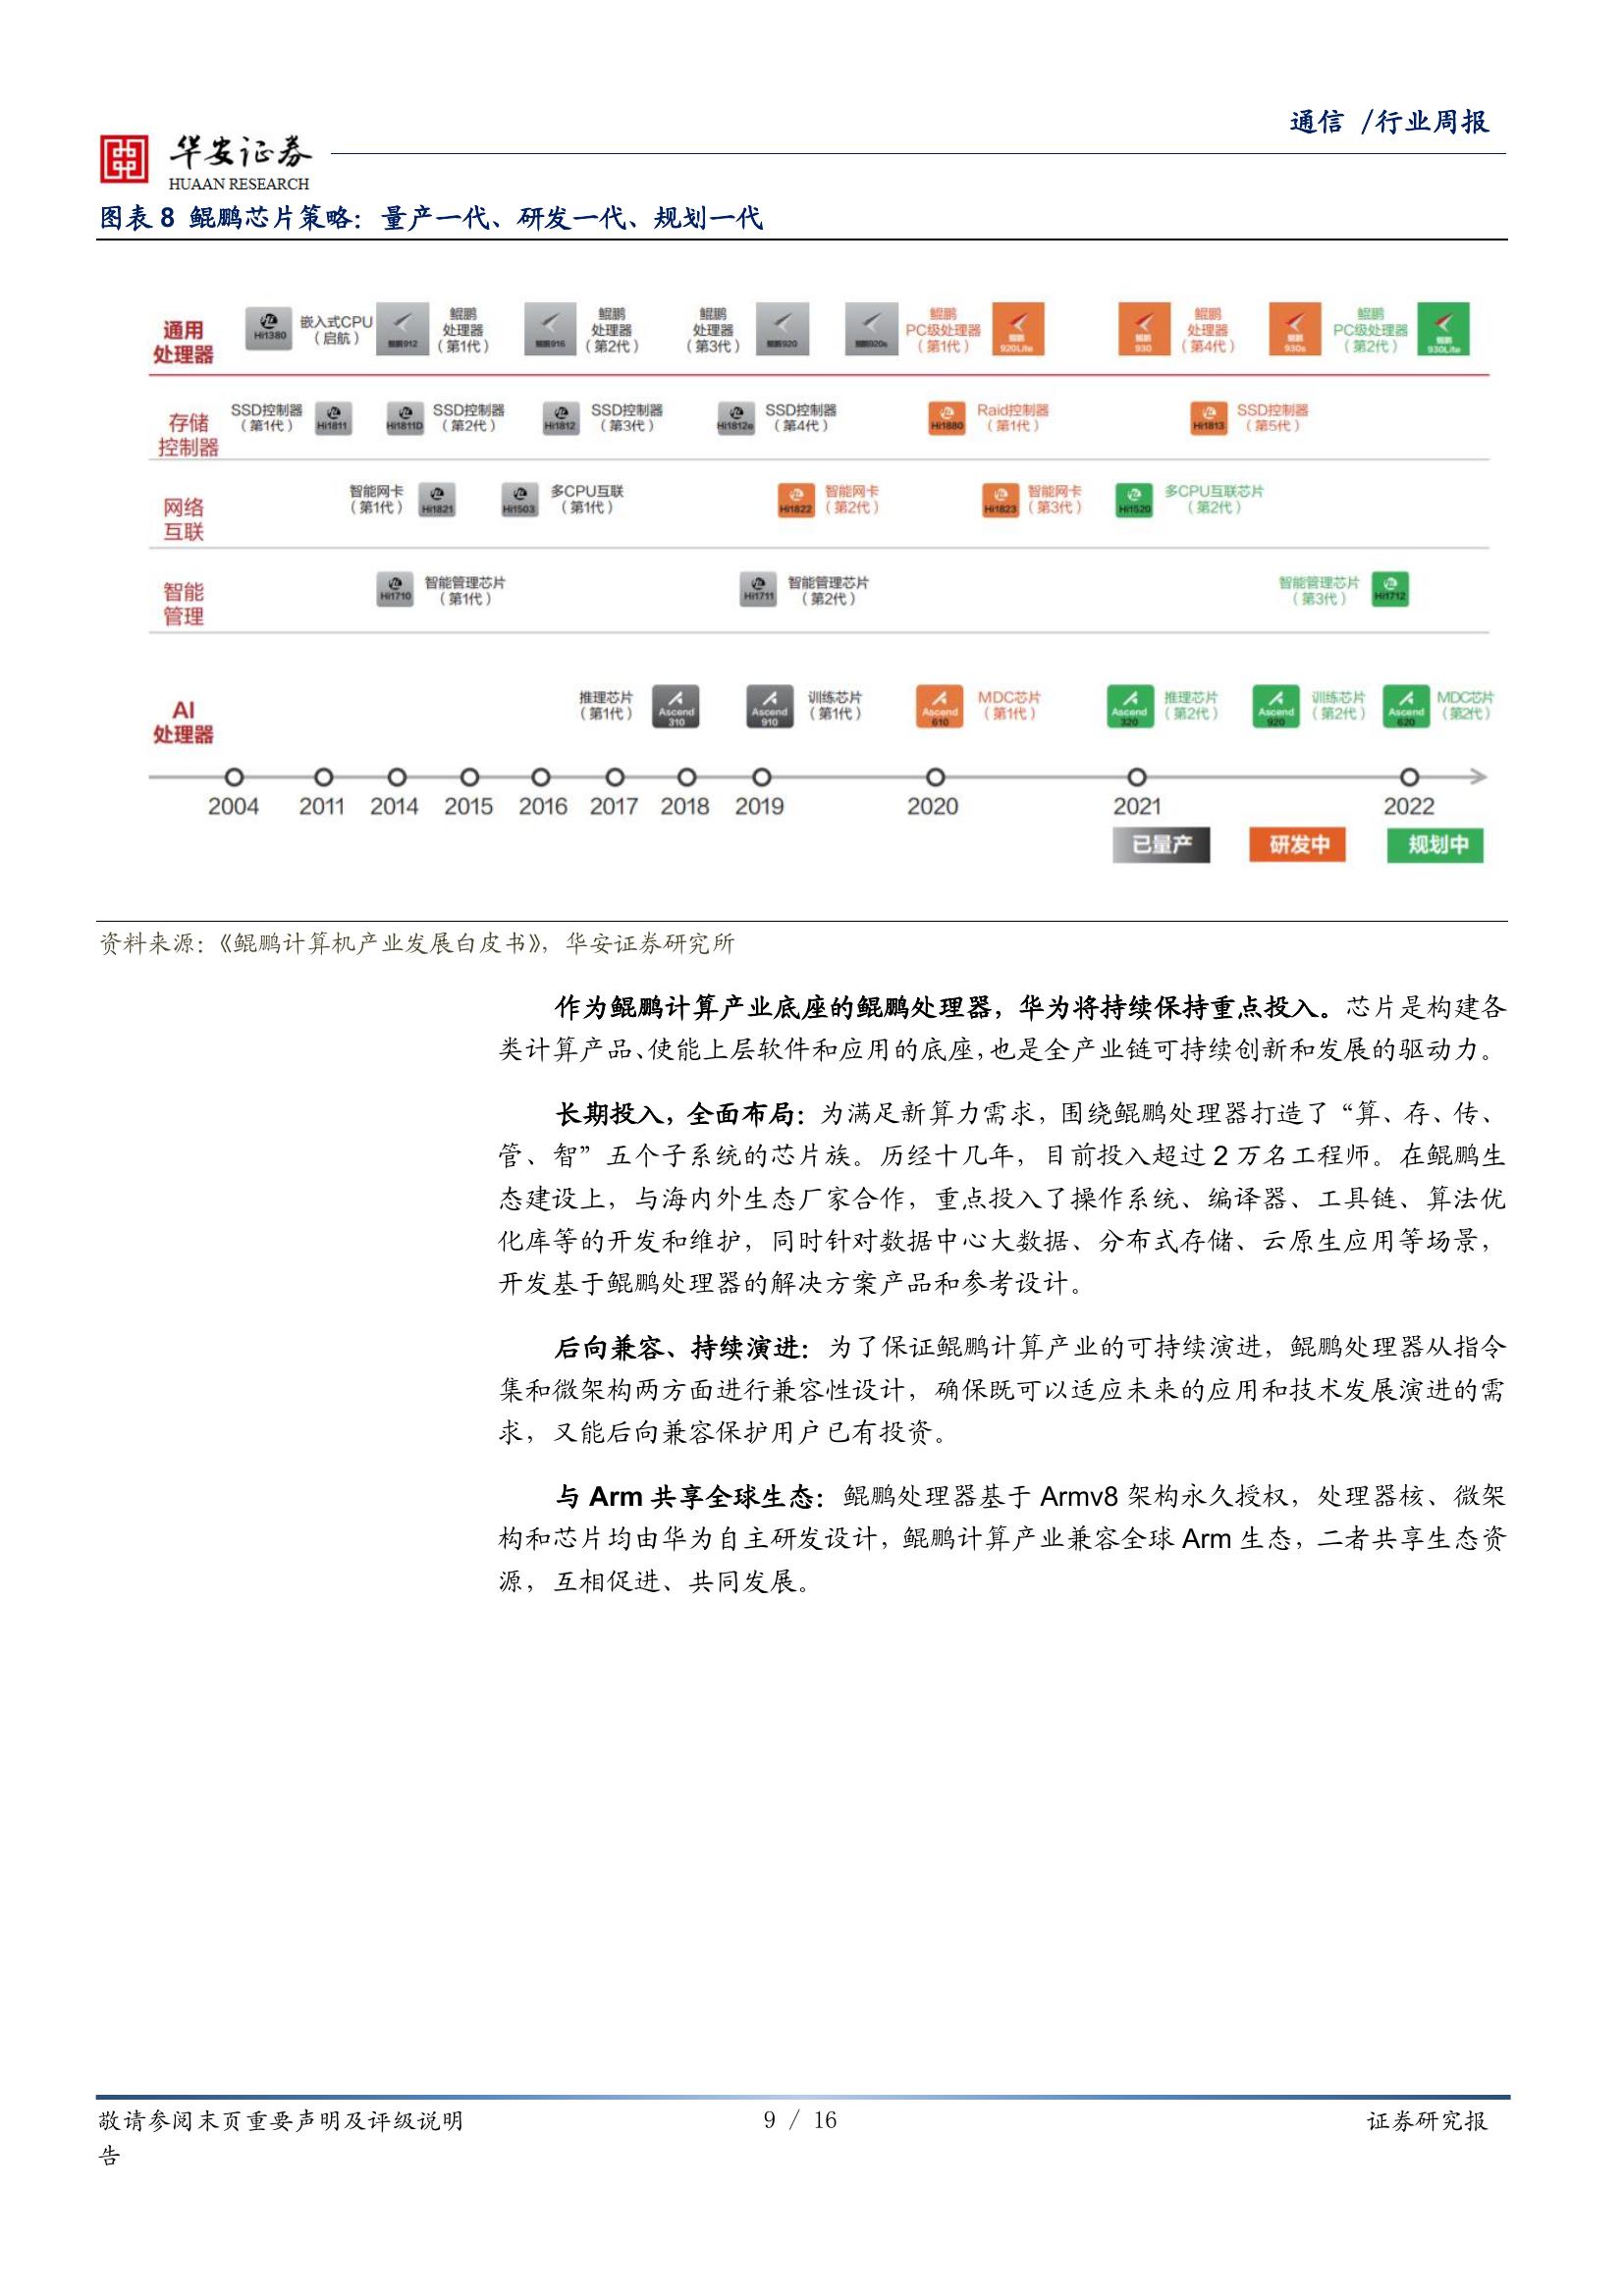 通信 /行业周报
华安证券
HUAAN RESEARCH
图表 8 鲲鹏芯片策略：量产一代、研发一代、规划一代
通用
处理器
Hi1380
嵌入式CPU
（启航）
鲲鹏912
鲲鹏
处理器
（第1代）
鲲鹏916
鲲鹏
处理器
（第2代）
鲲鹏
处理器
（第3代）
鲲鹏920
鲲鹏920s
鲲鹏
PC级处理器
（第1代）
鲲鹏
920Lite
鲲鹏
930
鲲鹏
处理器
（第4代）
鲲鹏
930s
鲲鹏
PC级处理器
（第2代）
鲲鹏
930Lite
存储
控制器
SSD控制器
（第1代）
Hi1811
Hi1811D
SSD控制器
（第2代）
Hi1812
SSD控制器
（第3代）
Hi1812e
SSD控制器
（第4代）
Hi1880
Raid控制器
（第1代）
Hi1813
SSD控制器
（第5代）
网络
互联
智能网卡
（第1代）
Hi1821
Hi1503
多CPU互联
（第1代）
Hi1822
智能网卡
（第2代）
Hi1823
智能网卡
（第3代）
Hi1520
多CPU互联芯片
（第2代）
智能
管理
Hi1710
智能管理芯片
（第1代）
Hi1711
智能管理芯片
（第2代）
智能管理芯片
（第3代）
Hi1712
AI
处理器
推理芯片
（第1代）
Ascend
310
Ascend
910
训练芯片
（第1代）
Ascend
610
MDC芯片
（第1代）
Ascend
320
推理芯片
（第2代）
Ascend
920
训练芯片
（第2代）
Ascend
620
MDC芯片
（第2代）
2004 2011 2014 2015 2016 2017 2018 2019 2020 2021 2022
已量产 研发中 规划中
资料来源：《鲲鹏计算机产业发展白皮书》，华安证券研究所
作为鲲鹏计算产业底座的鲲鹏处理器，华为将持续保持重点投入。芯片是构建各
类计算产品、使能上层软件和应用的底座，也是全产业链可持续创新和发展的驱动力。
长期投入，全面布局：为满足新算力需求，围绕鲲鹏处理器打造了“算、存、传、
管、智”五个子系统的芯片族。历经十几年，目前投入超过 2 万名工程师。在鲲鹏生
态建设上，与海内外生态厂家合作，重点投入了操作系统、编译器、工具链、算法优
化库等的开发和维护，同时针对数据中心大数据、分布式存储、云原生应用等场景，
开发基于鲲鹏处理器的解决方案产品和参考设计。
后向兼容、持续演进：为了保证鲲鹏计算产业的可持续演进，鲲鹏处理器从指令
集和微架构两方面进行兼容性设计，确保既可以适应未来的应用和技术发展演进的需
求，又能后向兼容保护用户已有投资。
与 Arm 共享全球生态：鲲鹏处理器基于 Armv8 架构永久授权，处理器核、微架
构和芯片均由华为自主研发设计，鲲鹏计算产业兼容全球 Arm 生态，二者共享生态资
源，互相促进、共同发展。
敬请参阅末页重要声明及评级说明 9 / 16 证券研究报
告